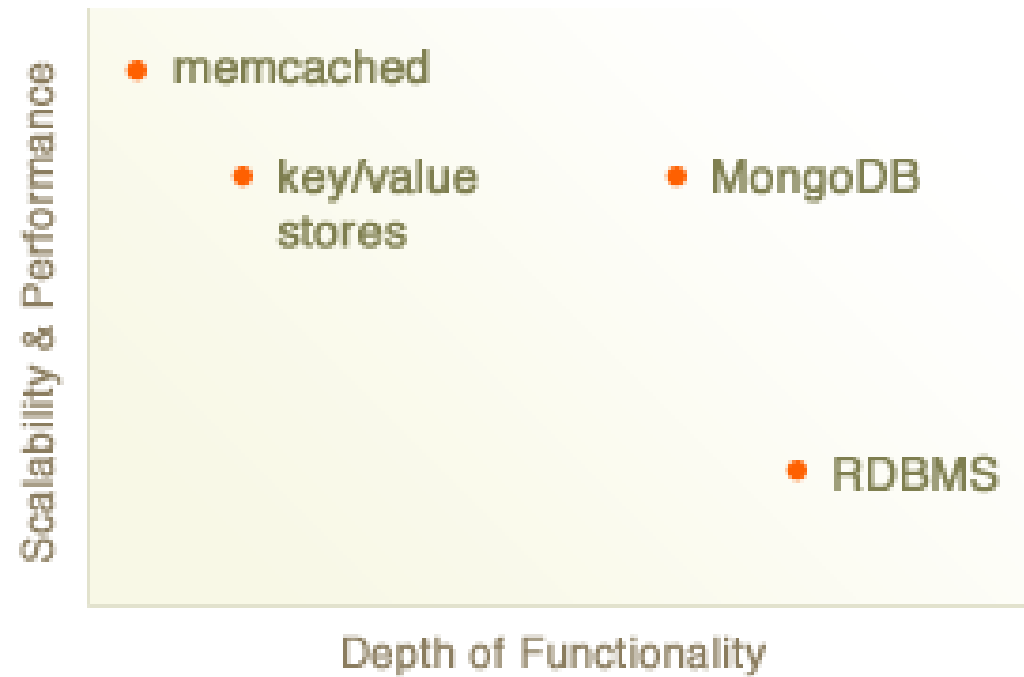 memcached
key/value
stores
MongoDB
RDBMS
Scalability & Performance
Depth of Functionality